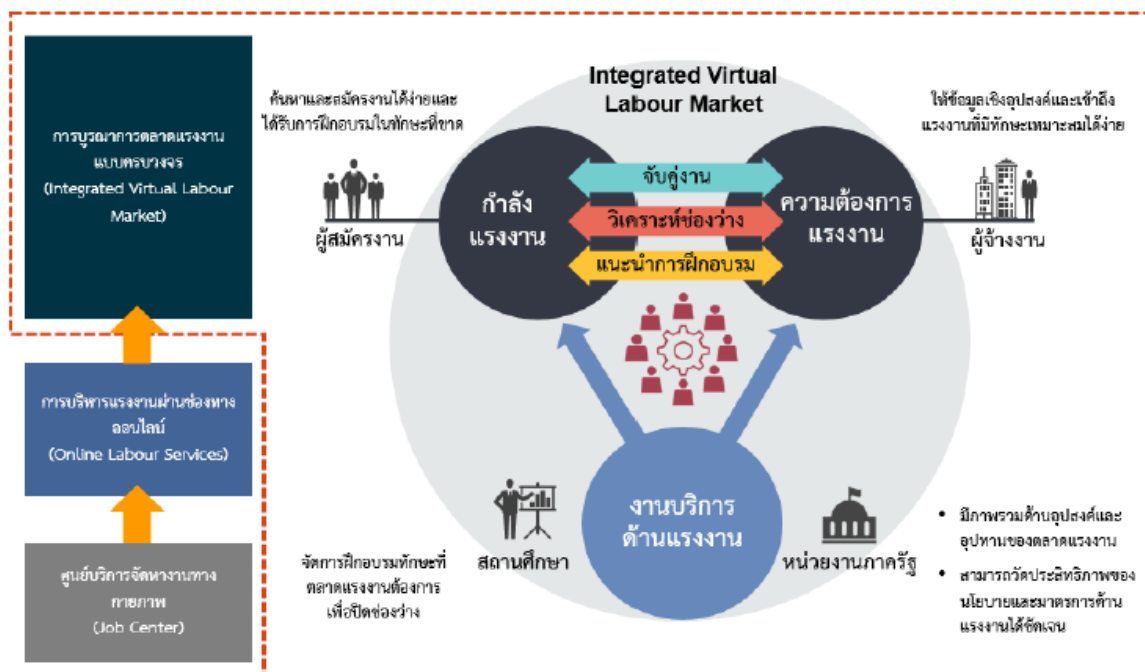 การบูรณาการตลาดแรงงาน
แบบครบวงจร
(Integrated Virtual Labour
Market)
การบริหารแรงงานผ่านช่องทาง
ออนไลน์
(Online Labour Services)
ศูนย์บริการจัดหางานทาง
กายภาพ
(Job Center)
Integrated Virtual
Labour Market
ค้นหาและสมัครงานได้ง่ายและ
ได้รับการฝึกอบรมในทักษะที่ขาด
ผู้สมัครงาน
กำลัง
แรงงาน
จับคู่งาน
วิเคราะห์ช่องว่าง
แนะนำการฝึกอบรม
ความต้องการ
แรงงาน
ให้ข้อมูลเชิงอุปสงค์และเข้าถึง
แรงงานที่มีทักษะเหมาะสมได้ง่าย
ผู้จ้างงาน
งานบริการ
ด้านแรงงาน
สถานศึกษา
จัดการฝึกอบรมทักษะที่
ตลาดแรงงานต้องการ
เพื่อปิดช่องว่าง
หน่วยงานภาครัฐ
• มีภาพรวมด้านอุปสงค์และ
อุปทานของตลาดแรงงาน
• สามารถวัดประสิทธิภาพของ
นโยบายและมาตรการด้าน
แรงงานได้ชัดเจน